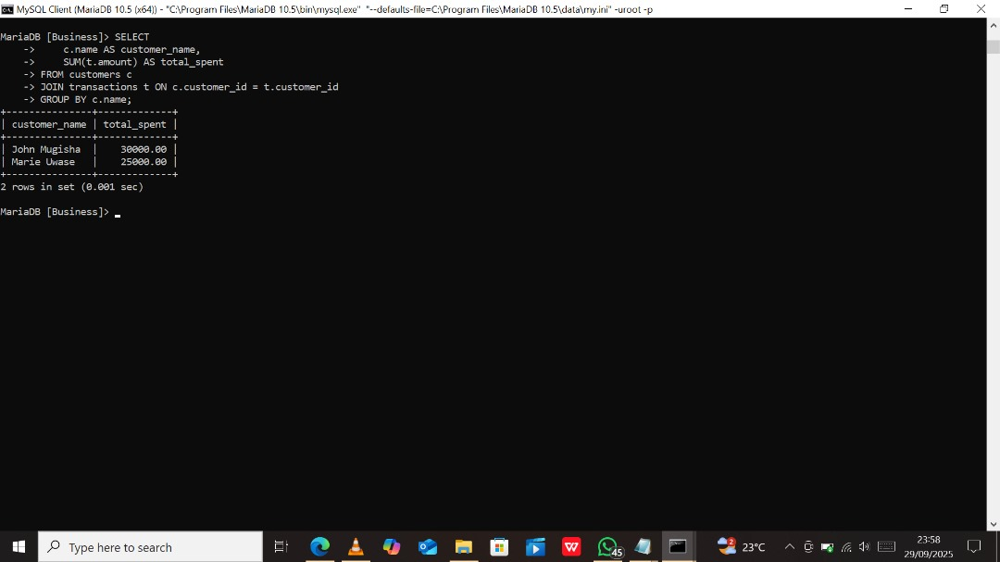 MySQL Client (MariaDB 10.5 (x64)) - "C:\Program Files\MariaDB 10.5\bin\mysql.exe" "--defaults-file=C:\Program Files\MariaDB 10.5\data\my.ini" -uroot -p
MariaDB [Business]> SELECT
    ->     c.name AS customer_name,
    ->     SUM(t.amount) AS total_spent
    -> FROM customers c
    -> JOIN transactions t ON c.customer_id = t.customer_id
    -> GROUP BY c.name;
+---------------+-------------+
| customer_name | total_spent |
+---------------+-------------+
| John Mugisha  |    30000.00 |
| Marie Uwase   |    25000.00 |
+---------------+-------------+
2 rows in set (0.001 sec)
MariaDB [Business]> _
Type here to search
W
45
2
23°C
23:58
29/09/2025